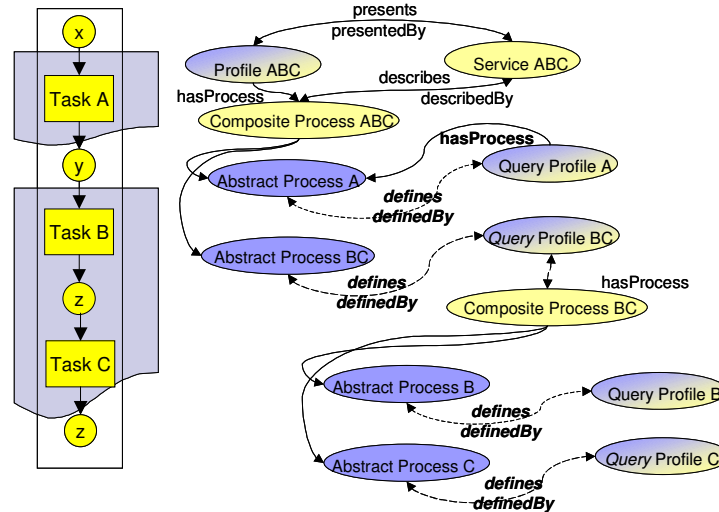 x
Task A
y
Task B
z
Task C
z
presents
presentedBy
Profile ABC
Service ABC
describes
describedBy
hasProcess
Composite Process ABC
hasProcess
Abstract Process A
Query Profile A
defines
definedBy
Abstract Process BC
Query Profile BC
defines
definedBy
hasProcess
Composite Process BC
Abstract Process B
Query Profile B
defines
definedBy
Abstract Process C
Query Profile C
defines
definedBy